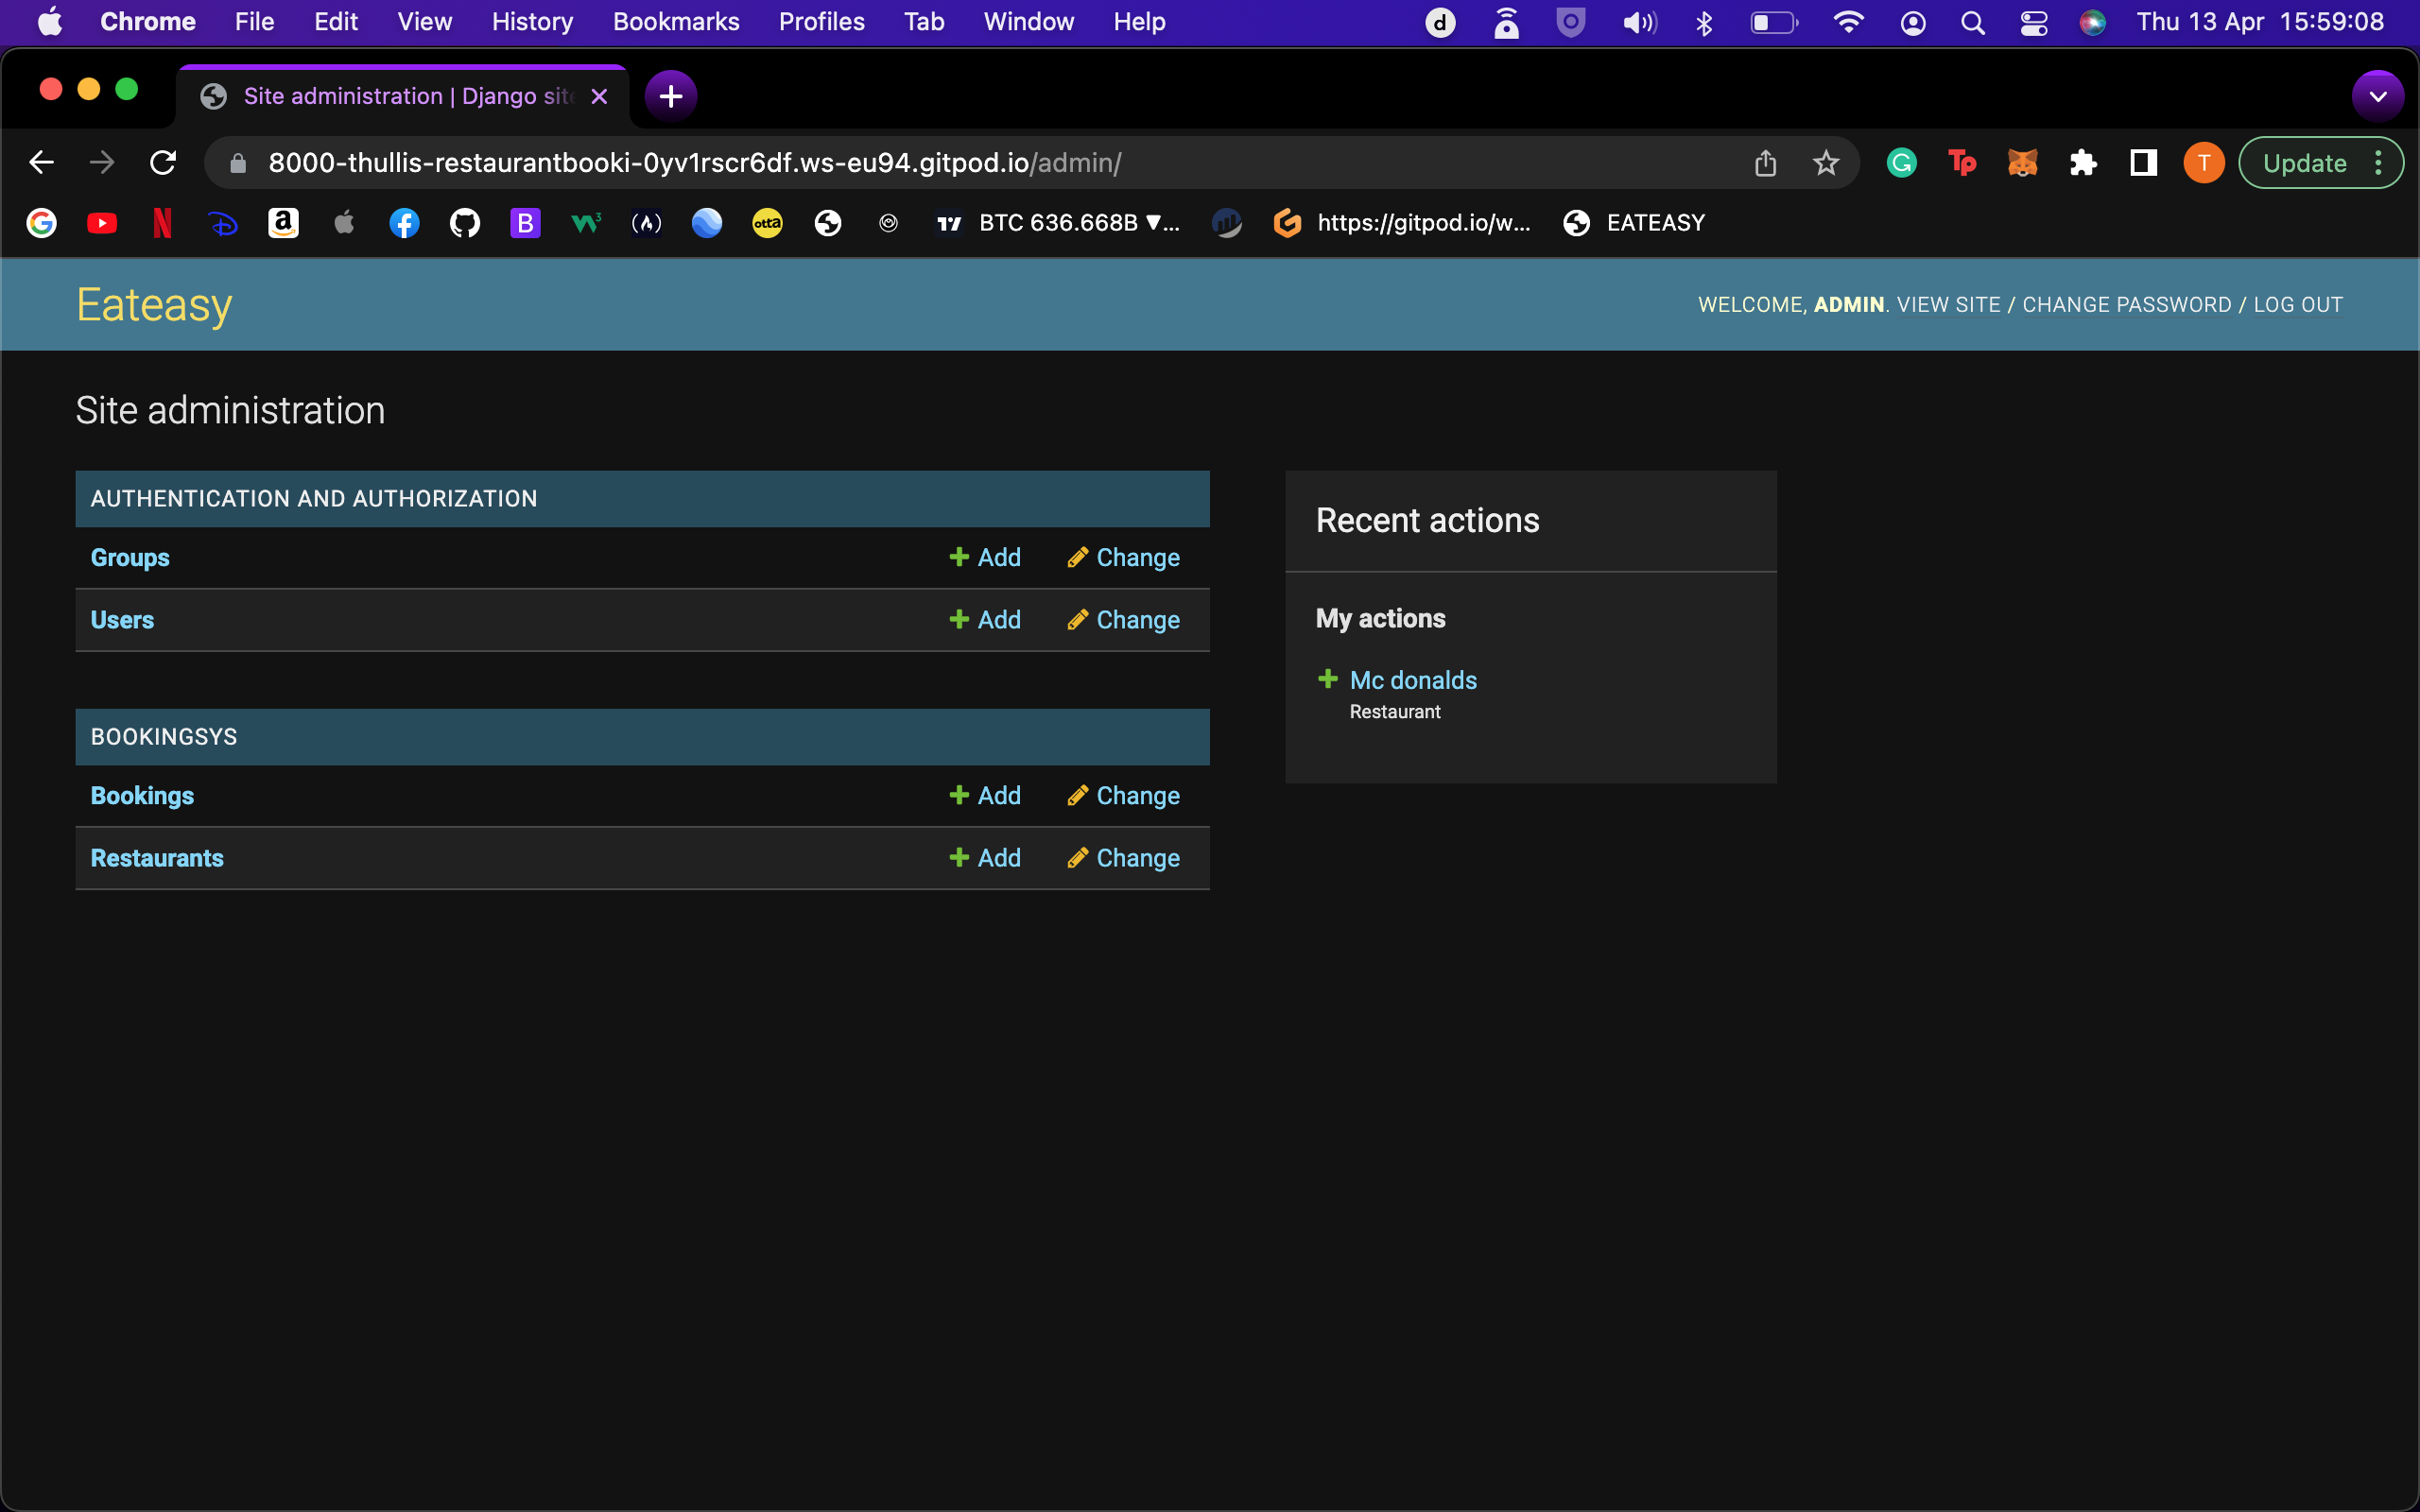 Chrome File Edit View History Bookmarks Profiles Tab Window Help d Thu 13 Apr 15:59:08
Site administration | Django sit
8000-thullis-restaurantbooki-0yv1rscr6df.ws-eu94.gitpod.io/admin/ Tp T Update
BTC 636.668B ▼... https://gitpod.io/w... EATEASY
Eateasy WELCOME, ADMIN. VIEW SITE / CHANGE PASSWORD / LOG OUT
Site administration
AUTHENTICATION AND AUTHORIZATION
Groups Add Change
Users Add Change
BOOKINGSYS
Bookings Add Change
Restaurants Add Change
Recent actions
My actions
Mc donalds
Restaurant